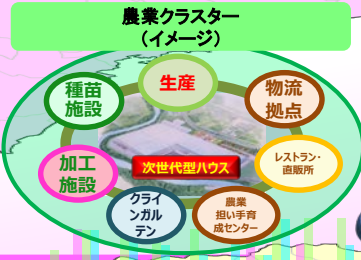 農業クラスター
（イメージ）
生産
種苗
施設
物流
拠点
加工
施設
次世代型ハウス
レストラン・
直販所
クライ
ンガル
テン
農業
担い手育
成センター